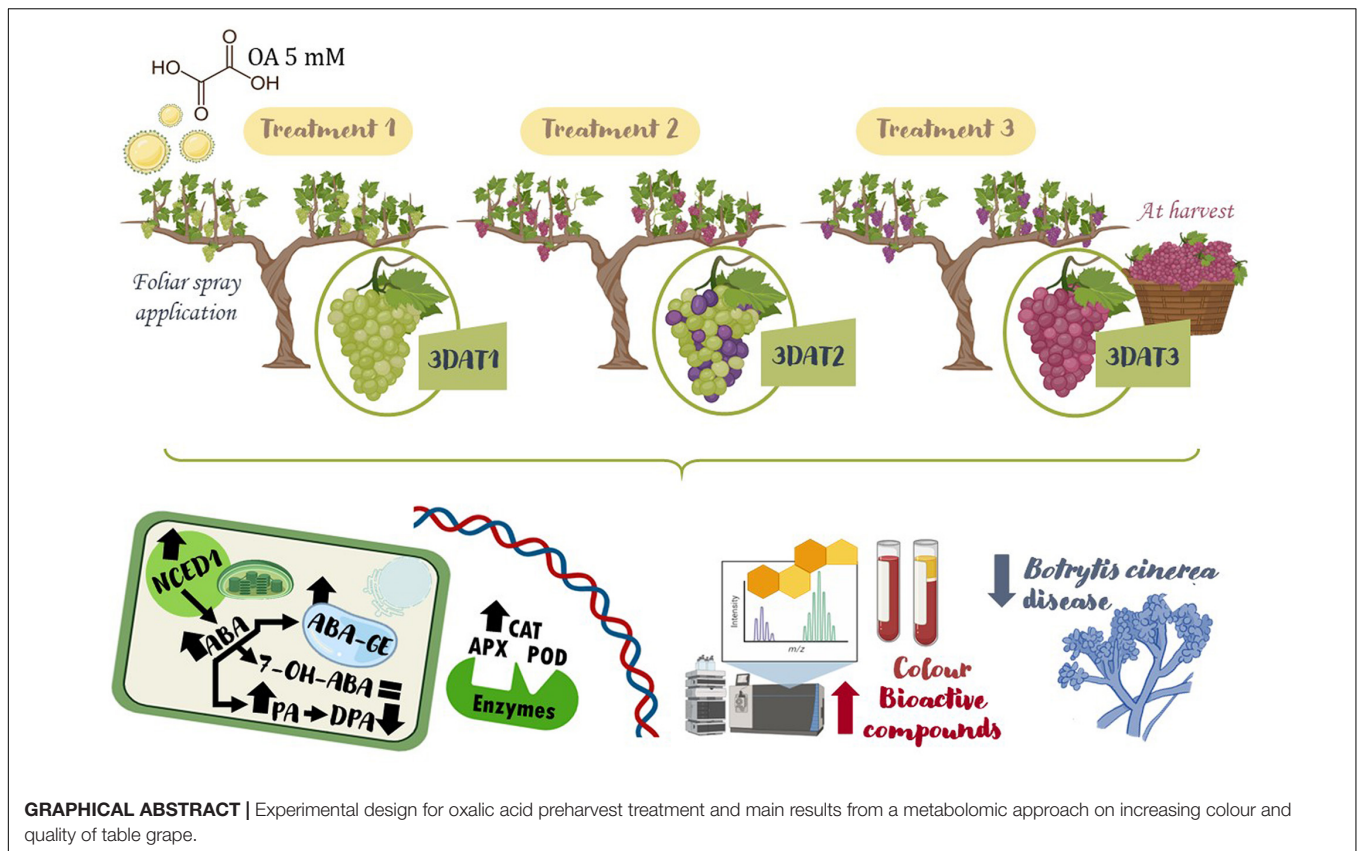 O
OA 5 mM
HO
OH
O
Treatment 1
Treatment 2
Treatment 3
At harvest
Foliar spray
application
3DAT1
3DAT2
3DAT3
NCED1
ABA
ABA-GE
7-OH-ABA
PA
DPA
CAT
APX POD
Enzymes
Intensity
m/z
Colour
Bioactive
compounds
Botrytis cinerea
disease
GRAPHICAL ABSTRACT | Experimental design for oxalic acid preharvest treatment and main results from a metabolomic approach on increasing colour and
quality of table grape.